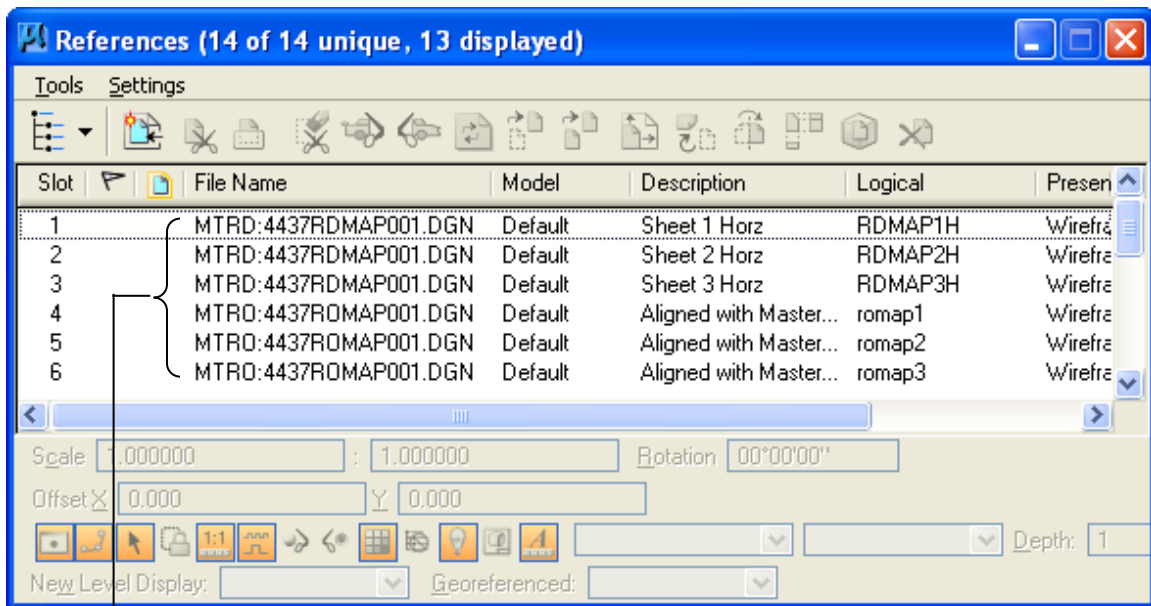 References (14 of 14 unique, 13 displayed)
Tools Settings
Slot File Name Model Description Logical Presen
1 MTRD:4437RDMAP001.DGN Default Sheet 1 Horz RDMAP1H Wirefra
2 MTRD:4437RDMAP001.DGN Default Sheet 2 Horz RDMAP2H Wirefra
3 MTRD:4437RDMAP001.DGN Default Sheet 3 Horz RDMAP3H Wirefra
4 MTRO:4437ROMAP001.DGN Default Aligned with Master... romap1 Wirefra
5 MTRO:4437ROMAP001.DGN Default Aligned with Master... romap2 Wirefra
6 MTRO:4437ROMAP001.DGN Default Aligned with Master... romap3 Wirefra
Scale 1.000000 : 1.000000 Rotation 00°00'00"
Offset X 0.000 Y 0.000
1:1 A Depth: 1
New Level Display: Georeferenced: